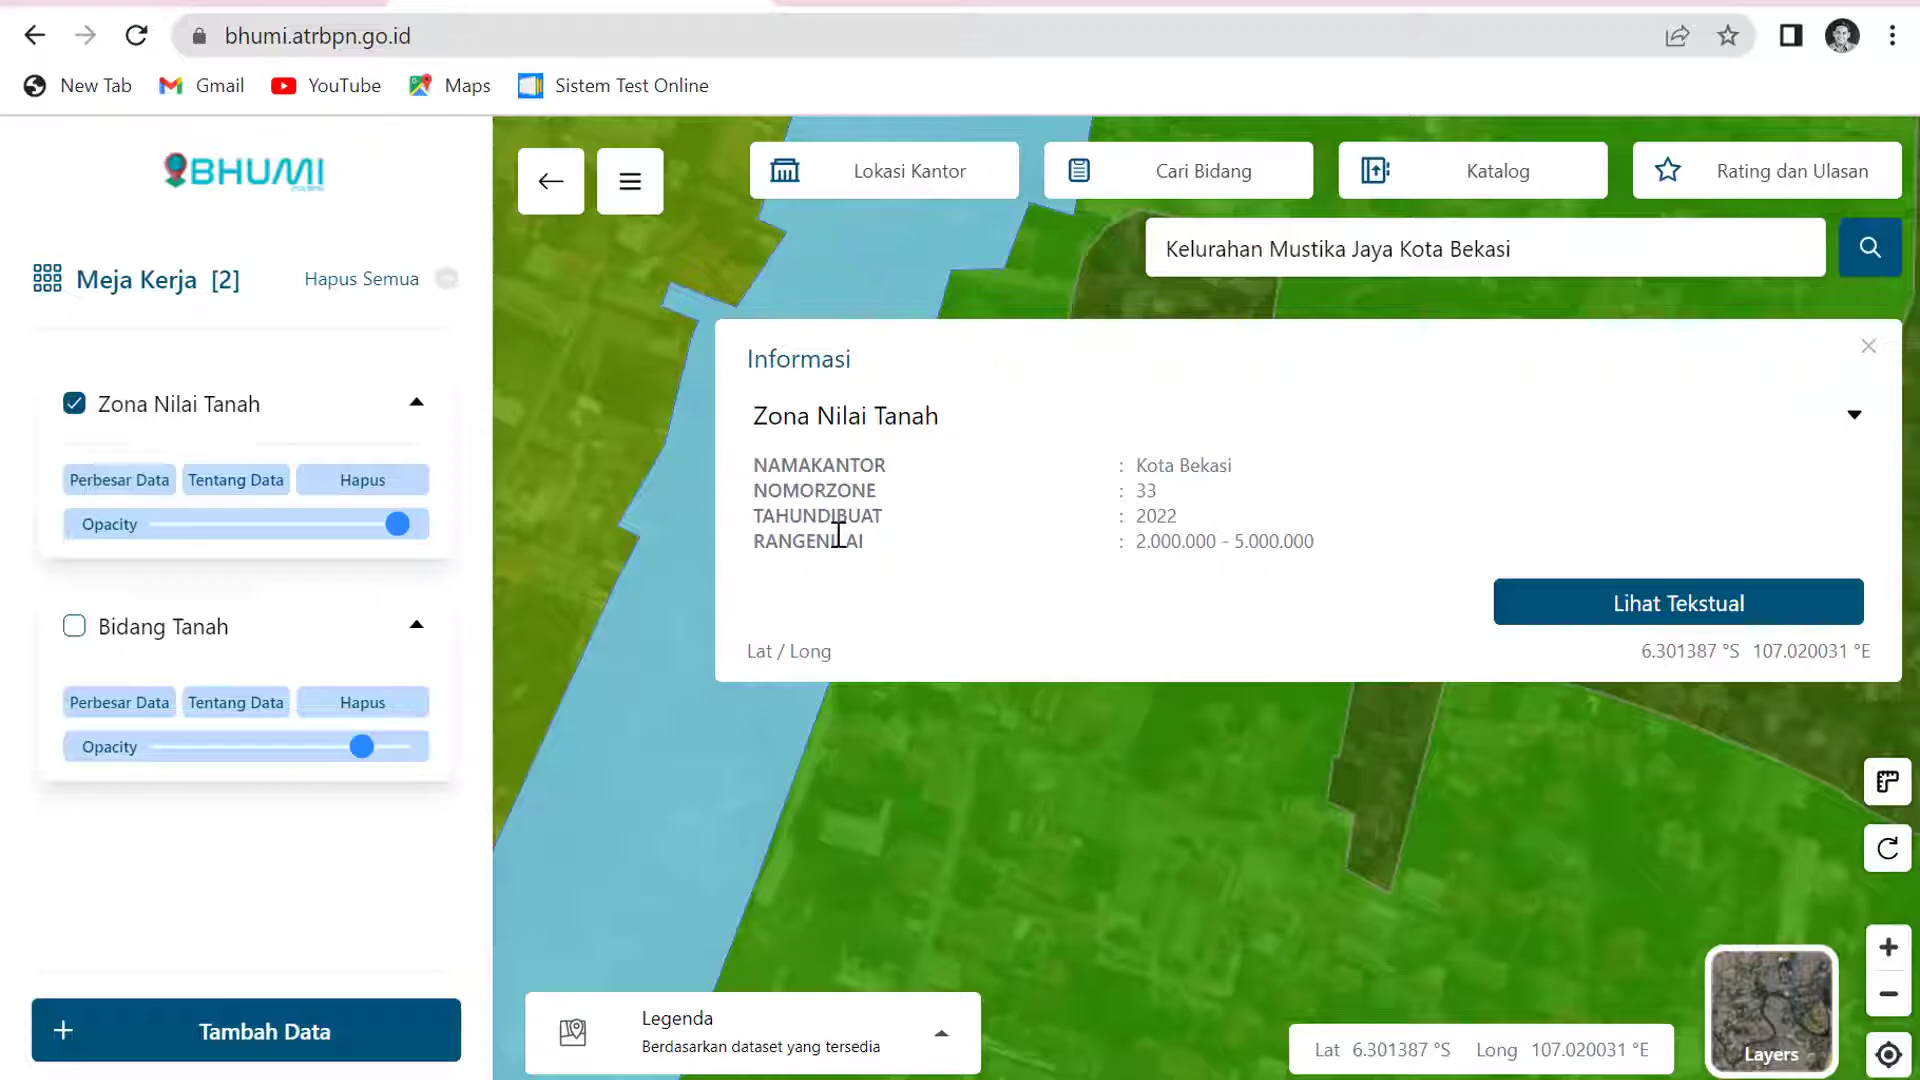 bhumi.atrbpn.go.id
New Tab
Gmail
YouTube
Maps
Sistem Test Online
BHUMI
Lokasi Kantor
Cari Bidang
Katalog
Rating dan Ulasan
Kelurahan Mustika Jaya Kota Bekasi
Meja Kerja [2]
Hapus Semua
Zona Nilai Tanah
Perbesar Data
Tentang Data
Hapus
Opacity
Bidang Tanah
Perbesar Data
Tentang Data
Hapus
Opacity
Tambah Data
Informasi
Zona Nilai Tanah
NAMAKANTOR : Kota Bekasi
NOMORZONE : 33
TAHUNDIBUAT : 2022
RANGENILAI : 2.000.000 - 5.000.000
Lihat Tekstual
Lat / Long 6.301387 °S 107.020031 °E
Legenda
Berdasarkan dataset yang tersedia
Lat 6.301387 °S Long 107.020031 °E
Layers